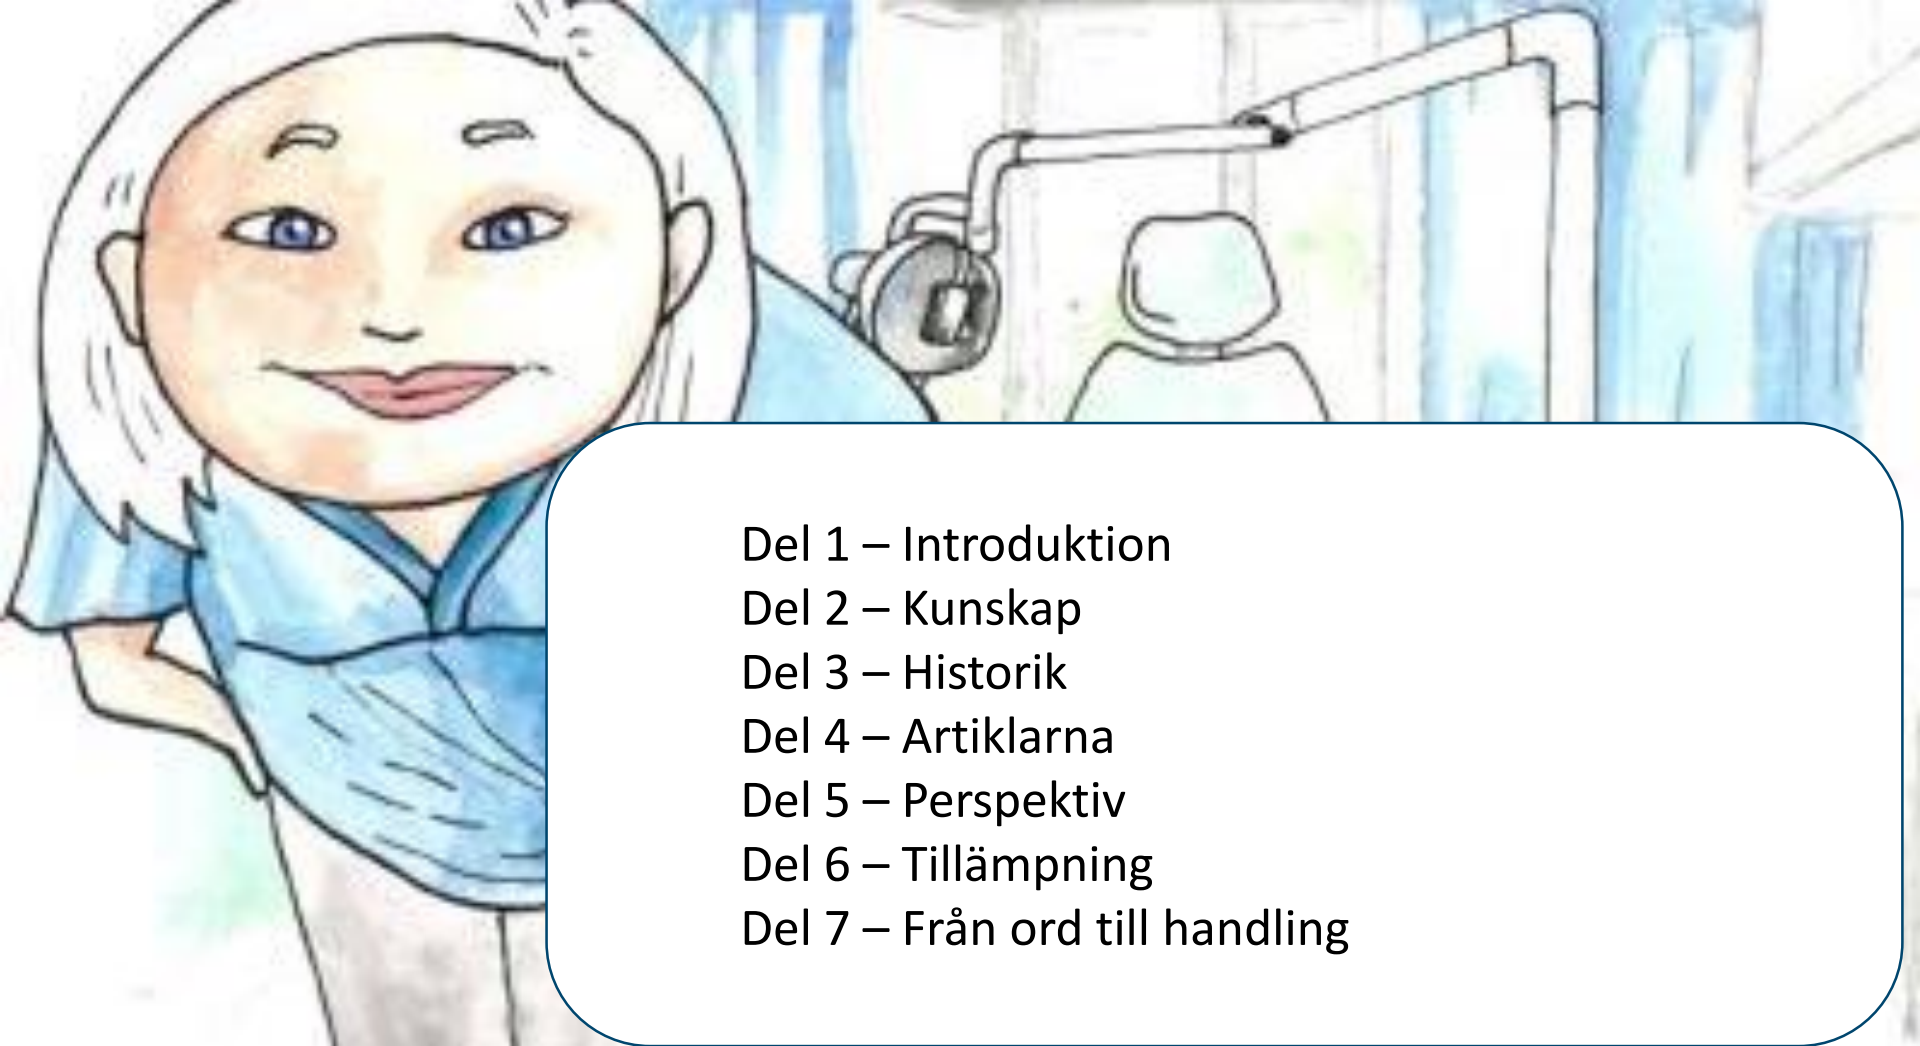 Del 1 – Introduktion
Del 2 – Kunskap
Del 3 – Historik
Del 4 – Artiklarna
Del 5 – Perspektiv
Del 6 – Tillämpning
Del 7 – Från ord till handling